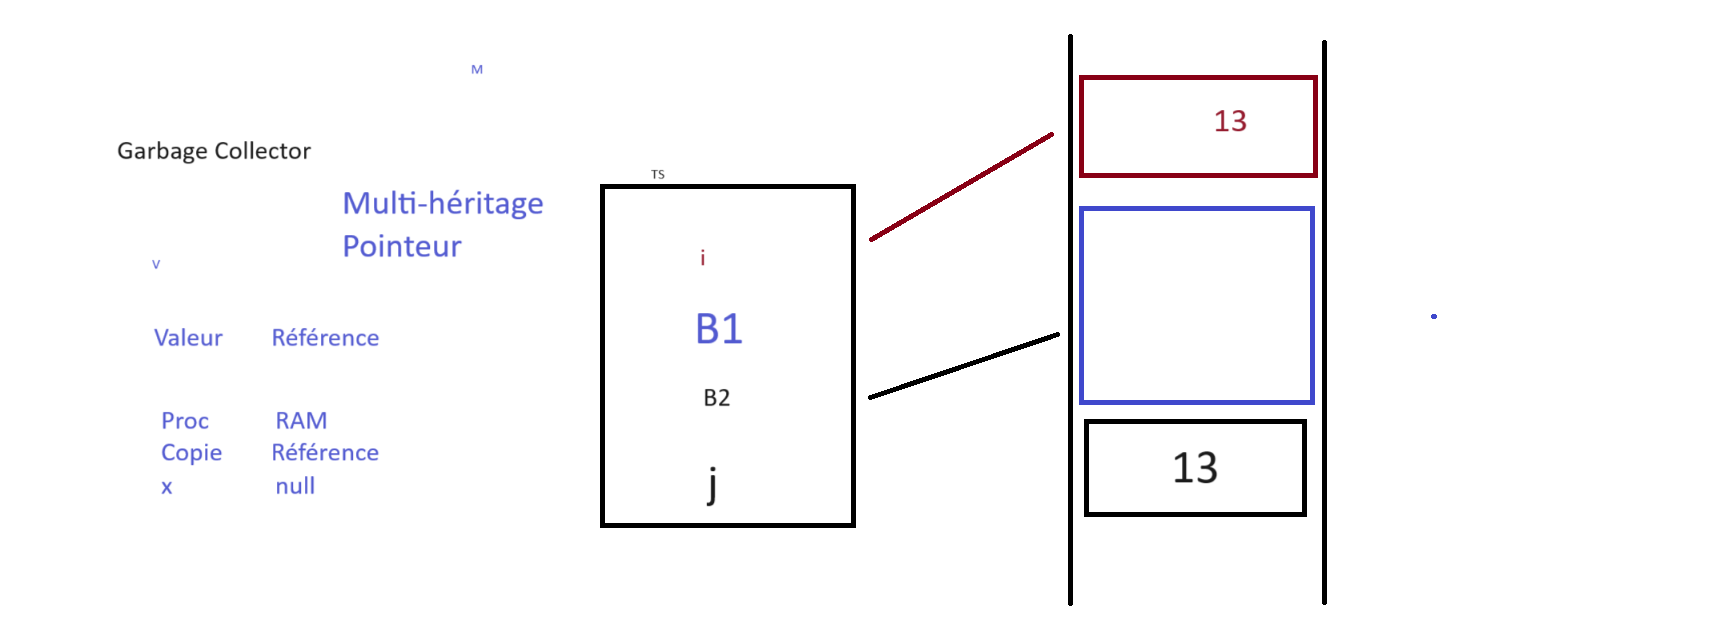 M
Garbage Collector
Multi-héritage
Pointeur
v
Valeur Référence
Proc RAM
Copie Référence
x null
TS
i
B1
B2
j
13
13